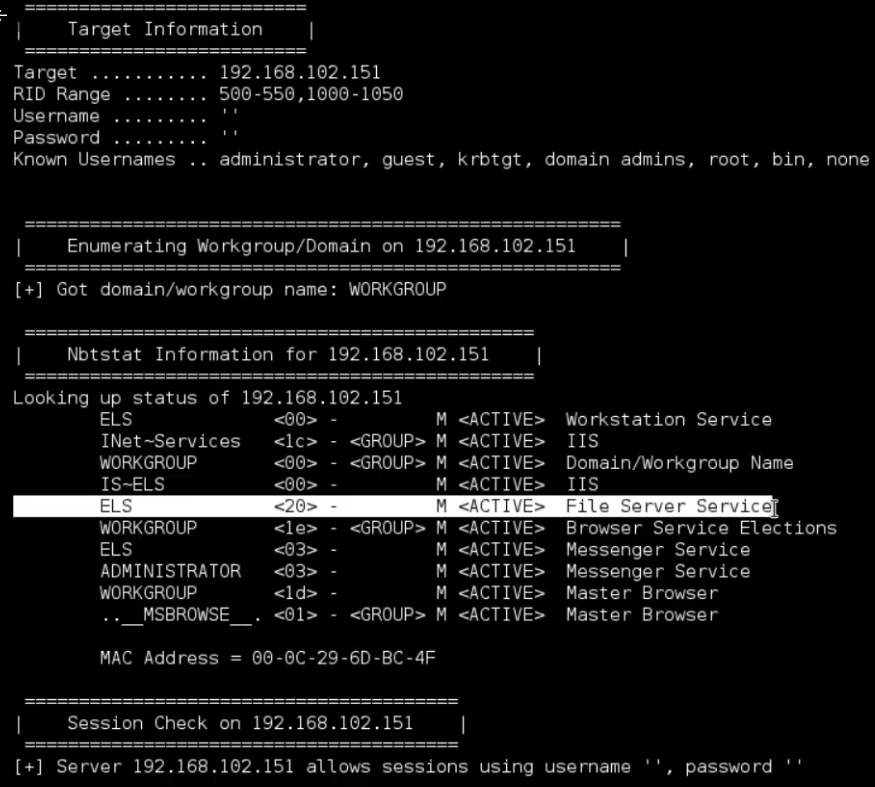 ==========================
|    Target Information    |
==========================
Target ........... 192.168.102.151
RID Range ........ 500-550,1000-1050
Username ......... ''
Password ......... ''
Known Usernames .. administrator, guest, krbtgt, domain admins, root, bin, none
=======================================================
|    Enumerating Workgroup/Domain on 192.168.102.151    |
=======================================================
[+] Got domain/workgroup name: WORKGROUP
===============================================
|    Nbtstat Information for 192.168.102.151    |
===============================================
Looking up status of 192.168.102.151
ELS             <00> -         M <ACTIVE>  Workstation Service
INet~Services   <1c> - <GROUP> M <ACTIVE>  IIS
WORKGROUP       <00> - <GROUP> M <ACTIVE>  Domain/Workgroup Name
IS~ELS          <00> -         M <ACTIVE>  IIS
ELS             <20> -         M <ACTIVE>  File Server Service
WORKGROUP       <1e> - <GROUP> M <ACTIVE>  Browser Service Elections
ELS             <03> -         M <ACTIVE>  Messenger Service
ADMINISTRATOR   <03> -         M <ACTIVE>  Messenger Service
WORKGROUP       <1d> -         M <ACTIVE>  Master Browser
..__MSBROWSE__. <01> - <GROUP> M <ACTIVE>  Master Browser
MAC Address = 00-0C-29-6D-BC-4F
========================================
|    Session Check on 192.168.102.151    |
========================================
[+] Server 192.168.102.151 allows sessions using username '', password ''